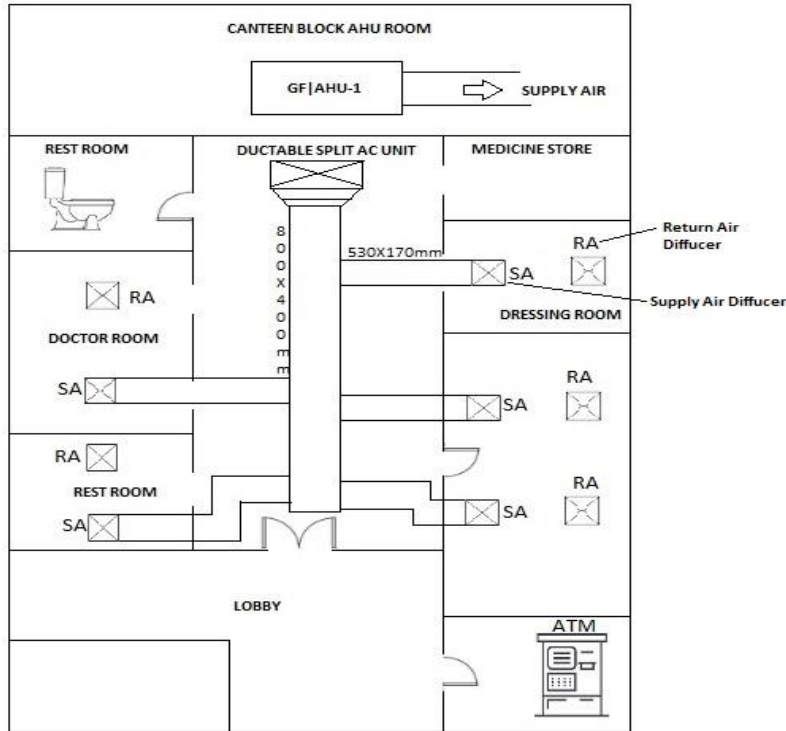 CANTEEN BLOCK AHU ROOM
GF|AHU-1
SUPPLY AIR
REST ROOM
DUCTABLE SPLIT AC UNIT
MEDICINE STORE
800X400mm
530X170mm
RA
Return Air
Diffucer
SA
Supply Air Diffucer
DRESSING ROOM
RA
DOCTOR ROOM
SA
RA
SA
RA
REST ROOM
SA
RA
SA
LOBBY
ATM